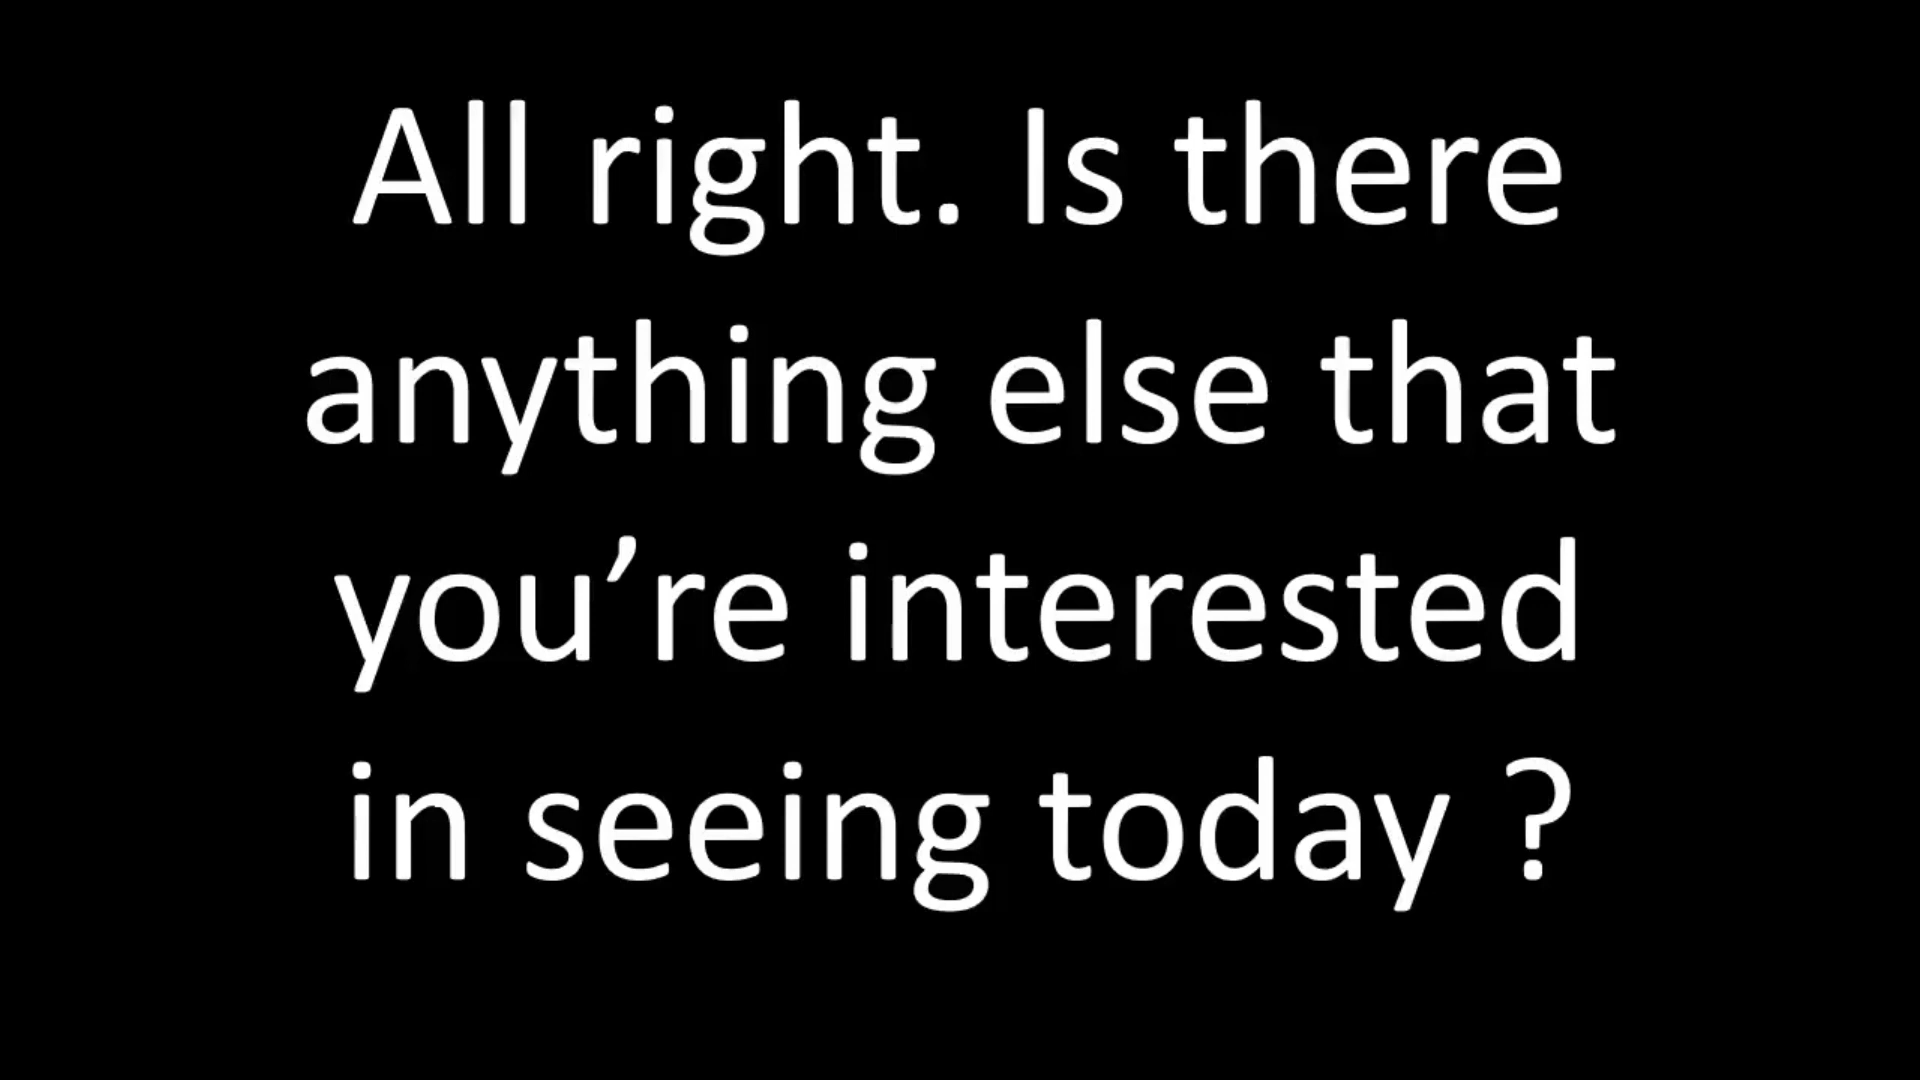 All right. Is there
anything else that
you’re interested
in seeing today ?